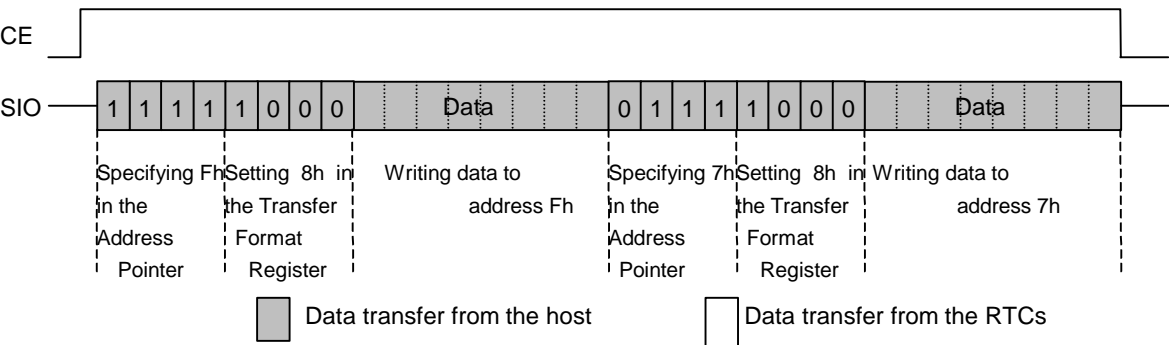 CE
SIO 1 1 1 1 1 0 0 0 Data 0 1 1 1 1 0 0 0 Data
Specifying Fh Setting 8h in Writing data to Specifying 7h Setting 8h in Writing data to
in the the Transfer address Fh in the the Transfer address 7h
Address Format Address Format
Pointer Register Pointer Register
Data transfer from the host Data transfer from the RTCs